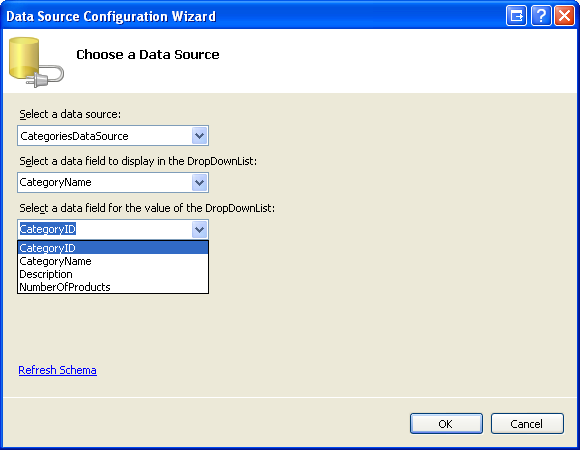 Data Source Configuration Wizard
?
Choose a Data Source
Select a data source:
CategoriesDataSource
Select a data field to display in the DropDownList:
CategoryName
Select a data field for the value of the DropDownList:
CategoryID
CategoryID
CategoryName
Description
NumberOfProducts
Refresh Schema
OK
Cancel